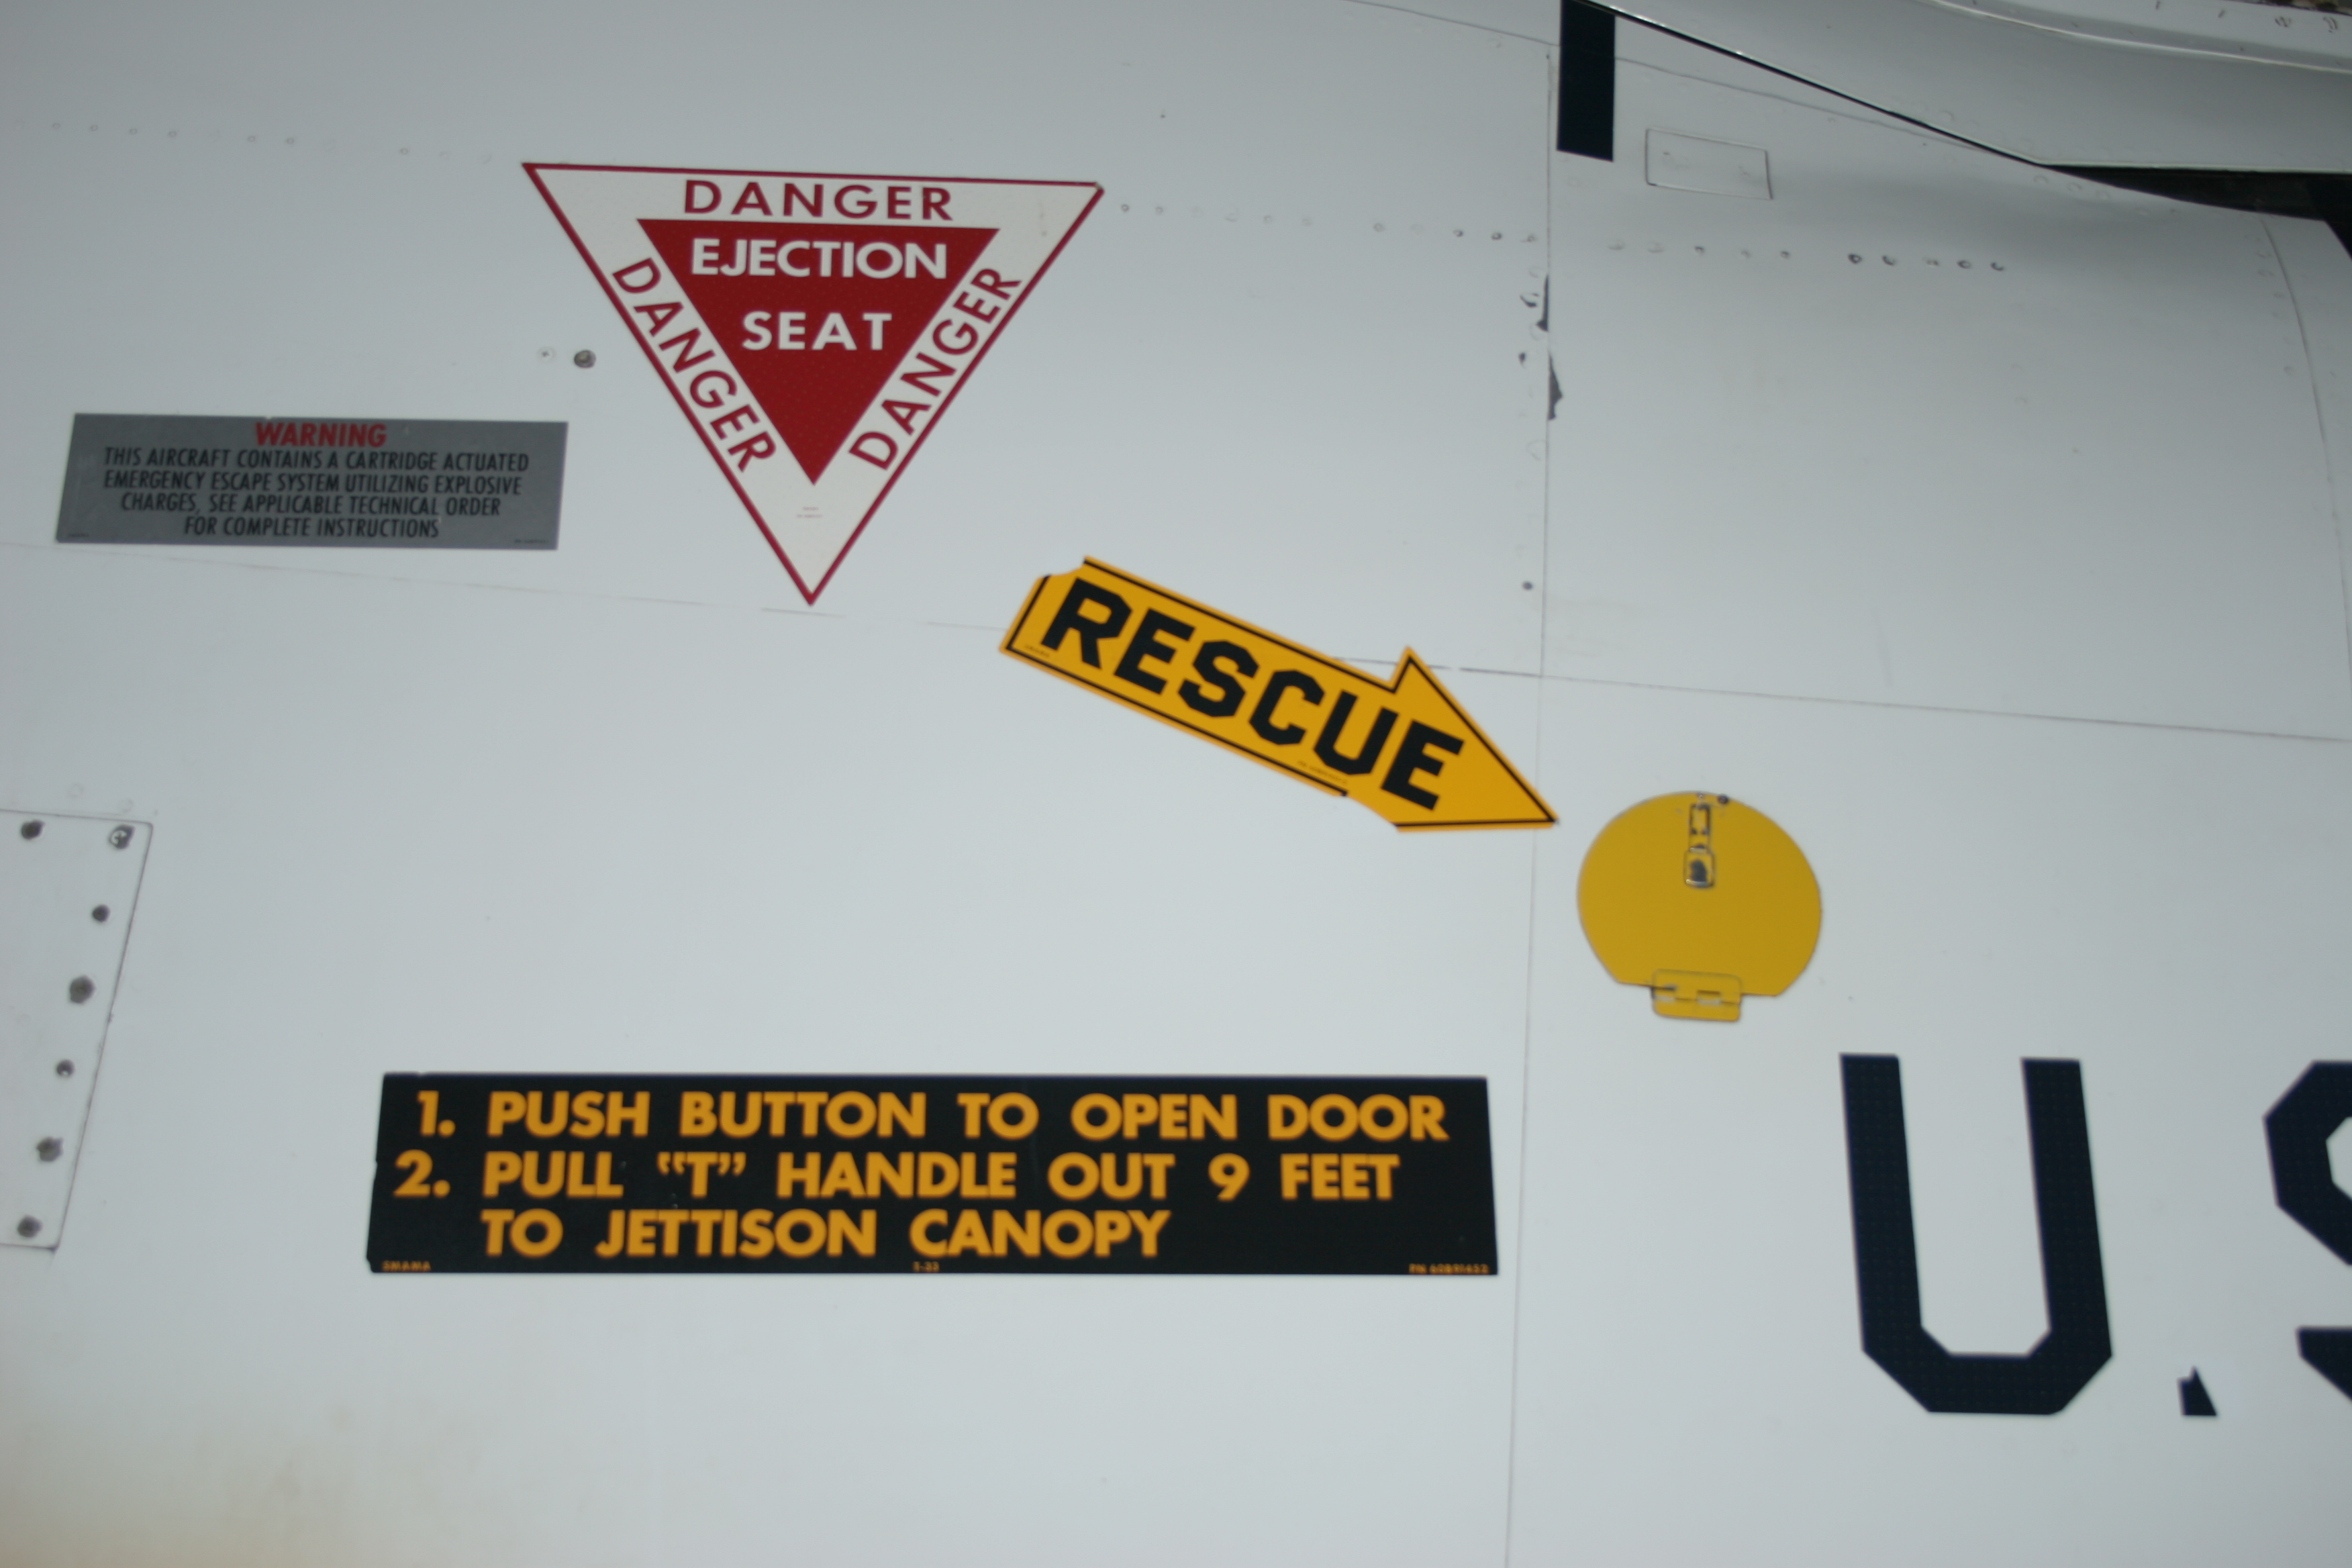 DANGER
EJECTION
SEAT
DANGER
DANGER
WARNING
THIS AIRCRAFT CONTAINS A CARTRIDGE ACTUATED
EMERGENCY ESCAPE SYSTEM UTILIZING EXPLOSIVE
CHARGES, SEE APPLICABLE TECHNICAL ORDER
FOR COMPLETE INSTRUCTIONS
RESCUE
1. PUSH BUTTON TO OPEN DOOR
2. PULL “T” HANDLE OUT 9 FEET
TO JETTISON CANOPY
SMAMA T-33
U.S